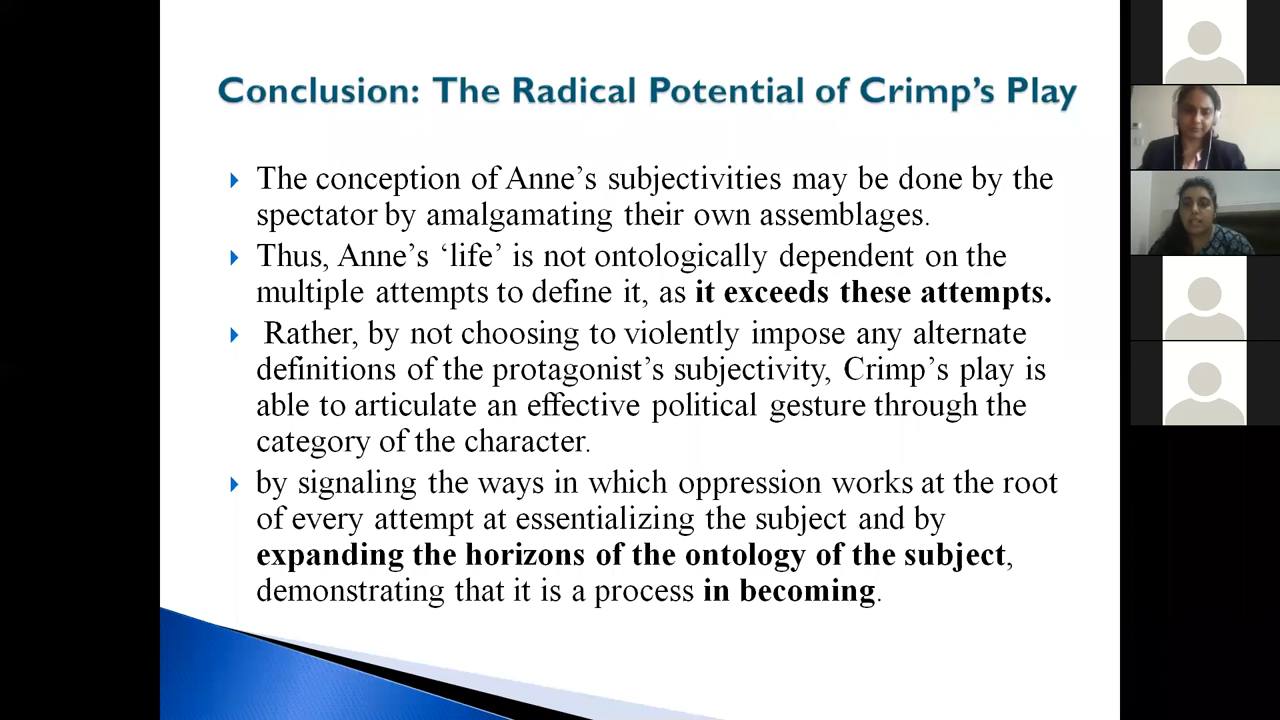 Conclusion: The Radical Potential of Crimp's Play
The conception of Anne's subjectivities may be done by the
spectator by amalgamating their own assemblages.
Thus, Anne's ‘life’ is not ontologically dependent on the
multiple attempts to define it, as it exceeds these attempts.
Rather, by not choosing to violently impose any alternate
definitions of the protagonist's subjectivity, Crimp's play is
able to articulate an effective political gesture through the
category of the character.
by signaling the ways in which oppression works at the root
of every attempt at essentializing the subject and by
expanding the horizons of the ontology of the subject,
demonstrating that it is a process in becoming.